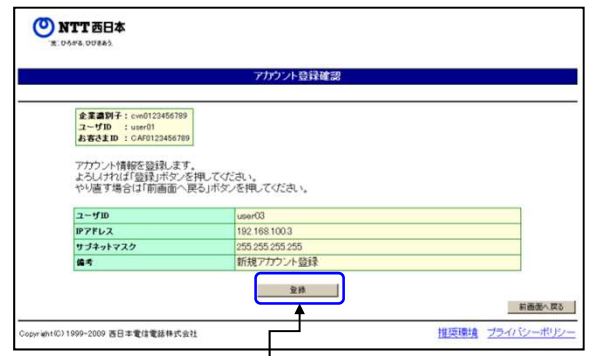 NTT西日本
光、ひろがる。ひびきあう。
アカウント登録確認
企業識別子：cvn0123456789
ユーザID ：user01
お客さまID ：CAF0123456789
アカウント情報を登録します。
よろしければ「登録」ボタンを押してください。
やり直す場合は「前画面へ戻る」ボタンを押してください。
ユーザID user03
IPアドレス 192.168.100.3
サブネットマスク 255.255.255.255
備考 新規アカウント登録
登録
前画面へ戻る
Copyright(C) 1999-2009 西日本電信電話株式会社 推奨環境 プライバシーポリシー